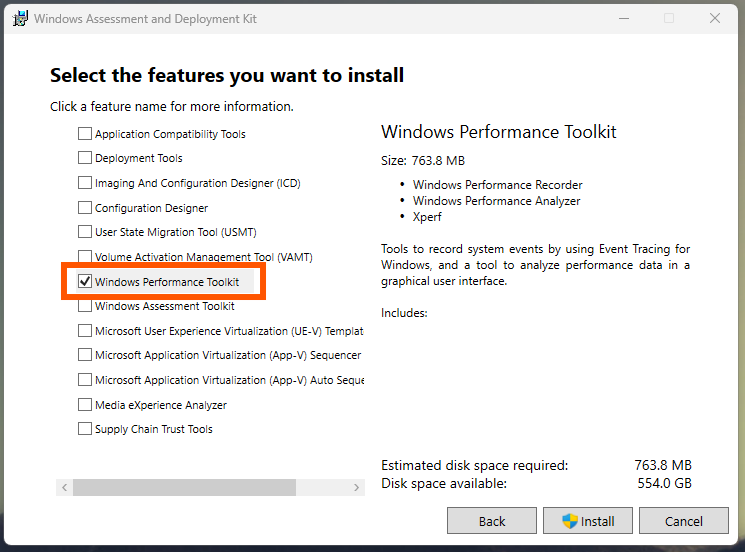 Windows Assessment and Deployment Kit
Select the features you want to install
Click a feature name for more information.
Application Compatibility Tools
Deployment Tools
Imaging And Configuration Designer (ICD)
Configuration Designer
User State Migration Tool (USMT)
Volume Activation Management Tool (VAMT)
Windows Performance Toolkit
Windows Assessment Toolkit
Microsoft User Experience Virtualization (UE-V) Templat
Microsoft Application Virtualization (App-V) Sequencer
Microsoft Application Virtualization (App-V) Auto Seque
Media eXperience Analyzer
Supply Chain Trust Tools
Windows Performance Toolkit
Size: 763.8 MB
• Windows Performance Recorder
• Windows Performance Analyzer
• Xperf
Tools to record system events by using Event Tracing for
Windows, and a tool to analyze performance data in a
graphical user interface.
Includes:
Estimated disk space required: 763.8 MB
Disk space available: 554.0 GB
Back Install Cancel